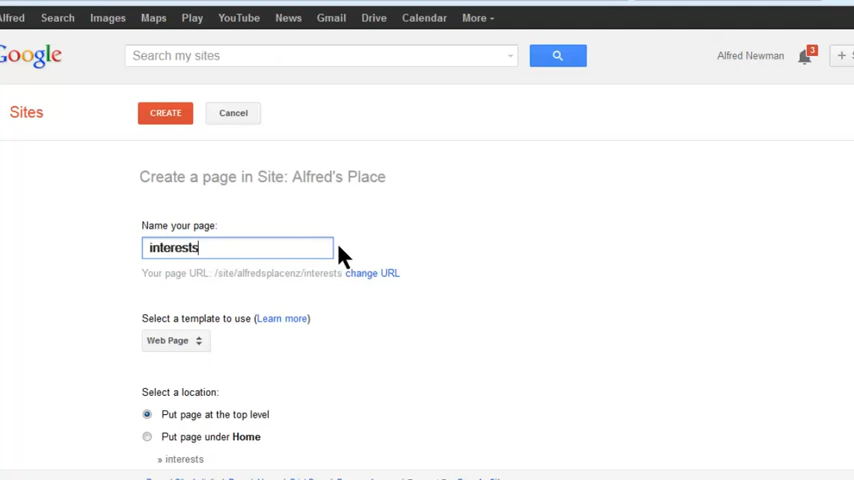 Alfred Search Images Maps Play YouTube News Gmail Drive Calendar More
Google Search my sites Alfred Newman 3 +
Sites CREATE Cancel
Create a page in Site: Alfred's Place
Name your page:
interests
Your page URL: /site/alfredsplacenz/interests change URL
Select a template to use (Learn more)
Web Page
Select a location:
Put page at the top level
Put page under Home
» interests